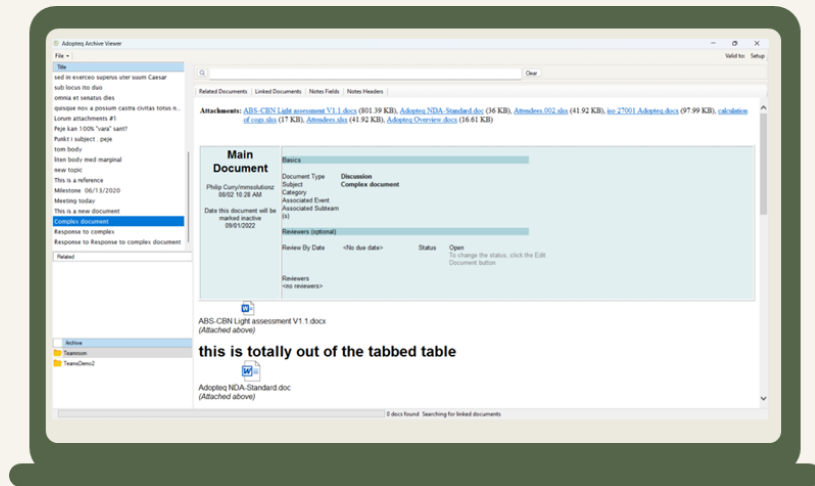 Adopteq Archive Viewer
File
Valid to: Setup
Title
sed in exerceo superus uter suum Caesar
sub locus ito duo
omnia et senatus dies
quisque nox a possum castra civitas totus n..
Lorum attachments #1
Peje kan 100% "vara" sant?
Punkt i subject . peje
tom body
liten body med marginal
new topic
This is a reference
Milestone 06/13/2020
Meeting today
This is a new document
Complex document
Response to complex
Response to Response to complex document
Related
Archive
Teamroom
TeamsDemo2
Clear
Related Documents Linked Documents Notes Fields Notes Headers
Attachments: ABS-CBN Light assessment V1.1.docx (801.39 KB), Adopteq NDA-Standard.doc (36 KB), Attendees 002.xlsx (41.92 KB), iso 27001 Adopteq.docx (97.99 KB), calculation
of cogs.xlsx (17 KB), Attendees.xlsx (41.92 KB), Adopteq Overview.docx (16.61 KB)
Main
Document
Philip Curry/mmsolutionz
08/02 10:28 AM
Date this document will be
marked inactive
09/01/2022
Basics
Document Type Discussion
Subject Complex document
Category
Associated Event
Associated Subteam
(s)
Reviewers (optional)
Review By Date <No due date> Status Open
To change the status, click the Edit
Document button
Reviewers
<no reviewers>
ABS-CBN Light assessment V1.1.docx
(Attached above)
this is totally out of the tabbed table
Adopteq NDA-Standard.doc
(Attached above)
0 docs found Searching for linked documents